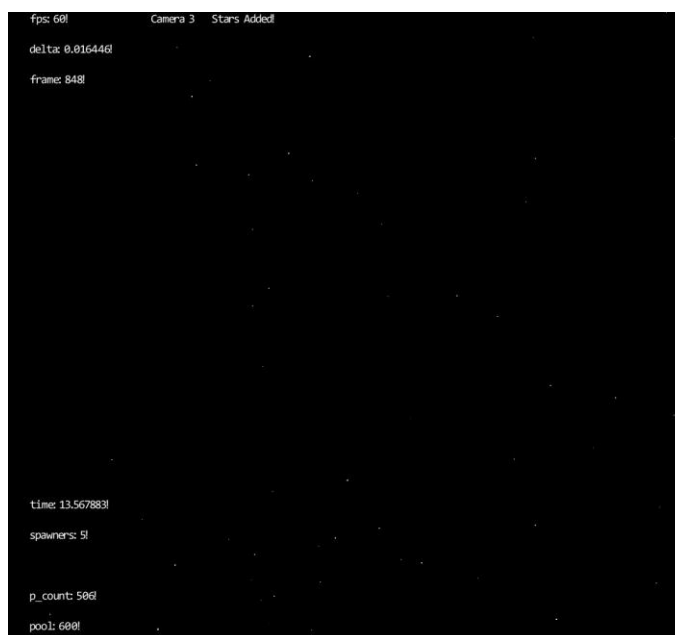 fps: 60! Camera 3 Stars Added!
delta: 0.016446!
frame: 848!
time: 13.567883!
spawners: 5!
p_count: 506!
pool: 600!